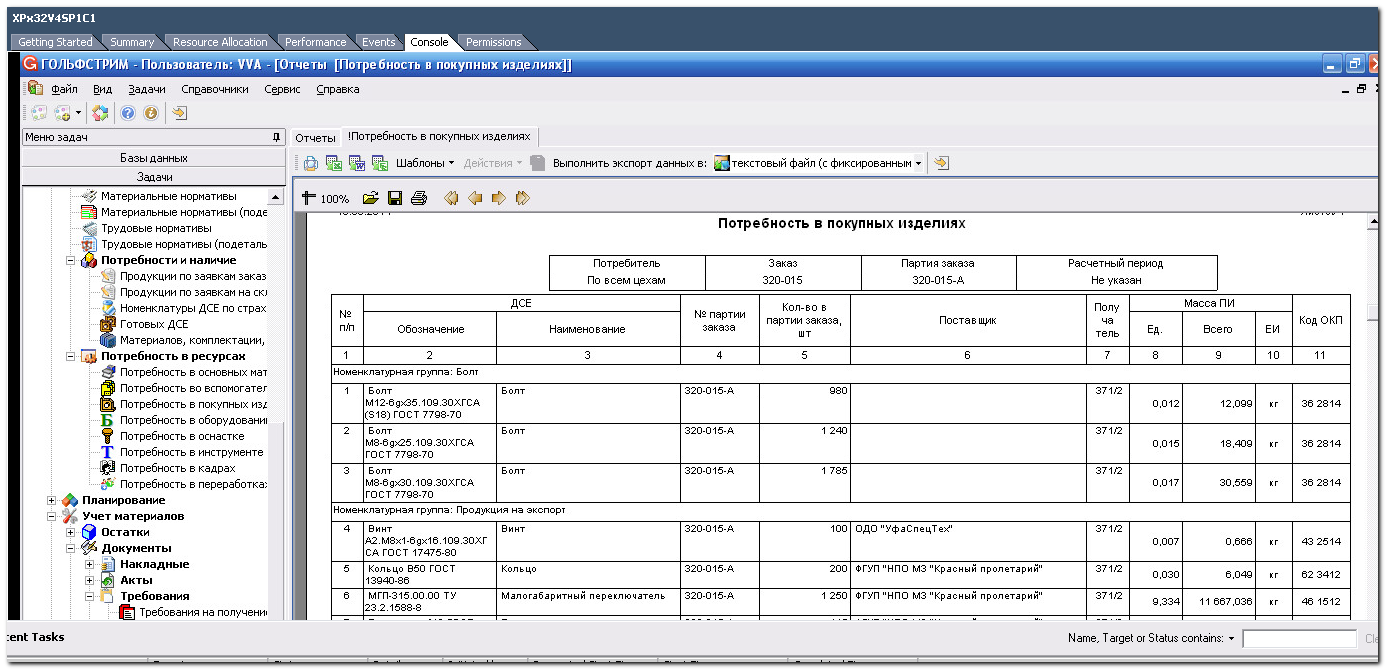 XPx32V4SP1C1
Getting Started Summary Resource Allocation Performance Events Console Permissions
ГОЛЬФСТРИМ - Пользователь: VVA - [Отчеты [Потребность в покупных изделиях]]
Файл Вид Задачи Справочники Сервис Справка
Меню задач
Базы данных
Задачи
Материальные нормативы
Материальные нормативы (поде
Трудовые нормативы
Трудовые нормативы (подеталь
Потребности и наличие
Продукции по заявкам заказ
Продукции по заявкам на скл
Номенклатуры ДСЕ по страх
Готовых ДСЕ
Материалов, комплектации,
Потребность в ресурсах
Потребность в основных мат
Потребность во вспомогател
Потребность в покупных изд
Потребность в оборудовани
Потребность в оснастке
Потребность в инструменте
Потребность в кадрах
Потребность в переработка
Планирование
Учет материалов
Остатки
Документы
Накладные
Акты
Требования
Требования на получени
Отчеты !Потребность в покупных изделиях
Шаблоны Действия Выполнить экспорт данных в: текстовый файл (с фиксированным
100%
Потребность в покупных изделиях
Потребитель Заказ Партия заказа Расчетный период
По всем цехам 320-015 320-015-А Не указан
№ п/п ДСЕ № партии заказа Кол-во в партии заказа, шт Поставщик Полу ча тель Масса ПИ Код ОКП
Обозначение Наименование Ед. Всего ЕИ
1 2 3 4 5 6 7 8 9 10 11
Номенклатурная группа: Болт
1 Болт Болт 320-015-А 980 371/2
М12-6gx35.109.30ХГСА 0,012 12,099 кг 36 2814
(S18) ГОСТ 7798-70
2 Болт Болт 320-015-А 1 240 371/2
М8-6gx25.109.30ХГСА 0,015 18,409 кг 36 2814
ГОСТ 7798-70
3 Болт Болт 320-015-А 1 785 371/2
М8-6gx30.109.30ХГСА 0,017 30,559 кг 36 2814
ГОСТ 7798-70
Номенклатурная группа: Продукция на экспорт
4 Винт Винт 320-015-А 100 ОДО "УфаСпецТех" 371/2
А2.М8х1-6gx16.109.30ХГ 0,007 0,666 кг 43 2514
СА ГОСТ 17475-80
5 Кольцо В50 ГОСТ Кольцо 320-015-А 200 ФГУП "НПО МЗ "Красный пролетарий" 371/2
13940-86 0,030 6,049 кг 62 3412
6 МГП-315.00.00 ТУ Малогабаритный переключатель 320-015-А 1 250 ФГУП "НПО МЗ "Красный пролетарий" 371/2
23.2.1588-8 9,334 11 667,036 кг 46 1512
cent Tasks Name, Target or Status contains: Cle